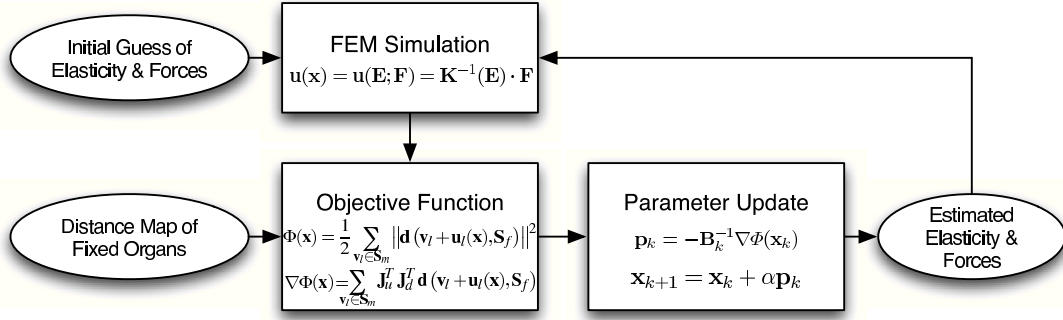 Initial Guess of
Elasticity & Forces
FEM Simulation
u(x) = u(E; F) = K⁻¹(E) · F
Distance Map of
Fixed Organs
Objective Function
Φ(x) = 1/2 ∑_{v_l∈S_m} ||d(v_l + u_l(x), S_f)||²
∇Φ(x) = ∑_{v_l∈S_m} J_u^T J_d^T d(v_l + u_l(x), S_f)
Parameter Update
p_k = −B_k^{-1} ∇Φ(x_k)
x_{k+1} = x_k + αp_k
Estimated
Elasticity &
Forces